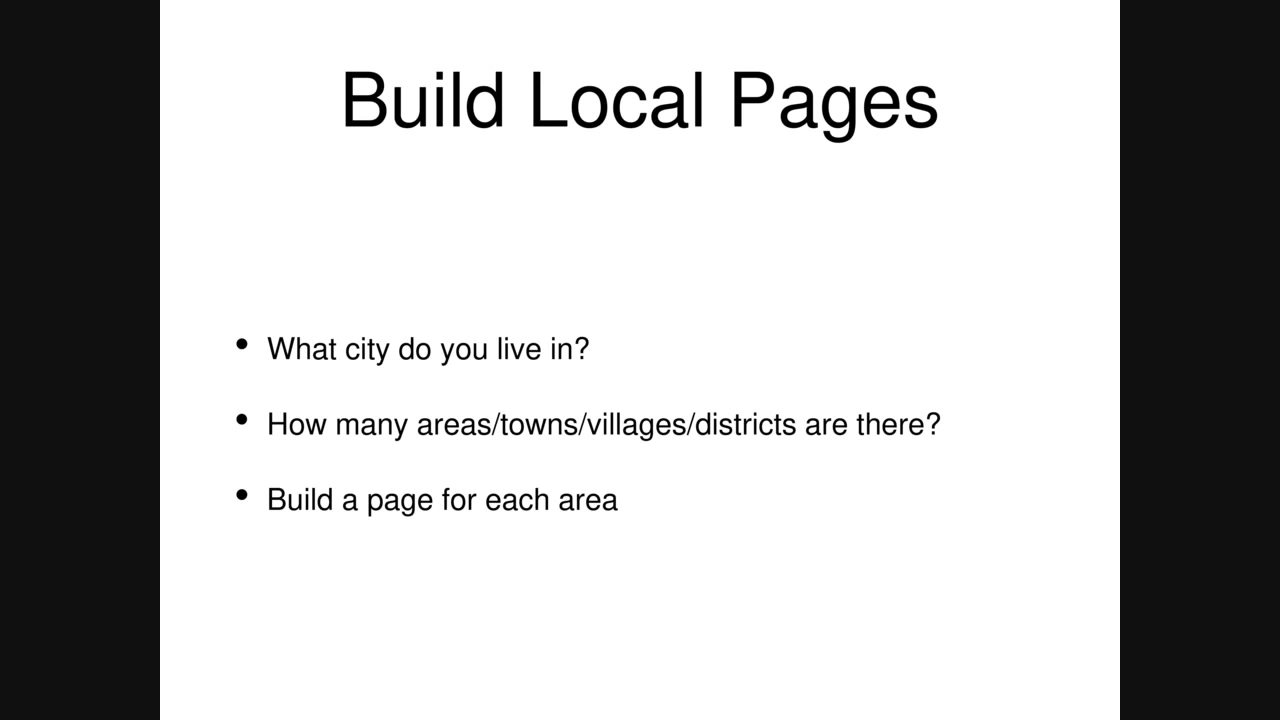 Build Local Pages
• What city do you live in?
• How many areas/towns/villages/districts are there?
• Build a page for each area